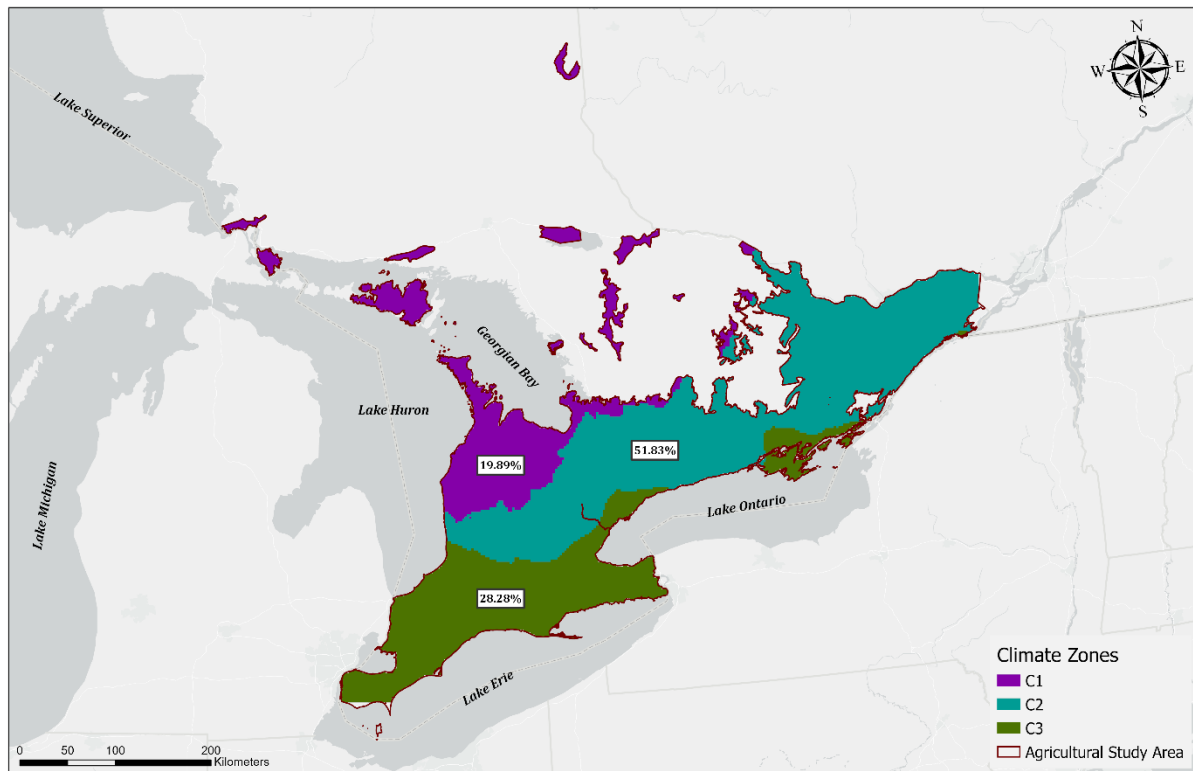 N
W E
S
Lake Superior
Georgian Bay
Lake Huron
Lake Michigan
19.89%
51.83%
Lake Ontario
28.28%
Lake Erie
Climate Zones
C1
C2
C3
Agricultural Study Area
0 50 100 200
Kilometers